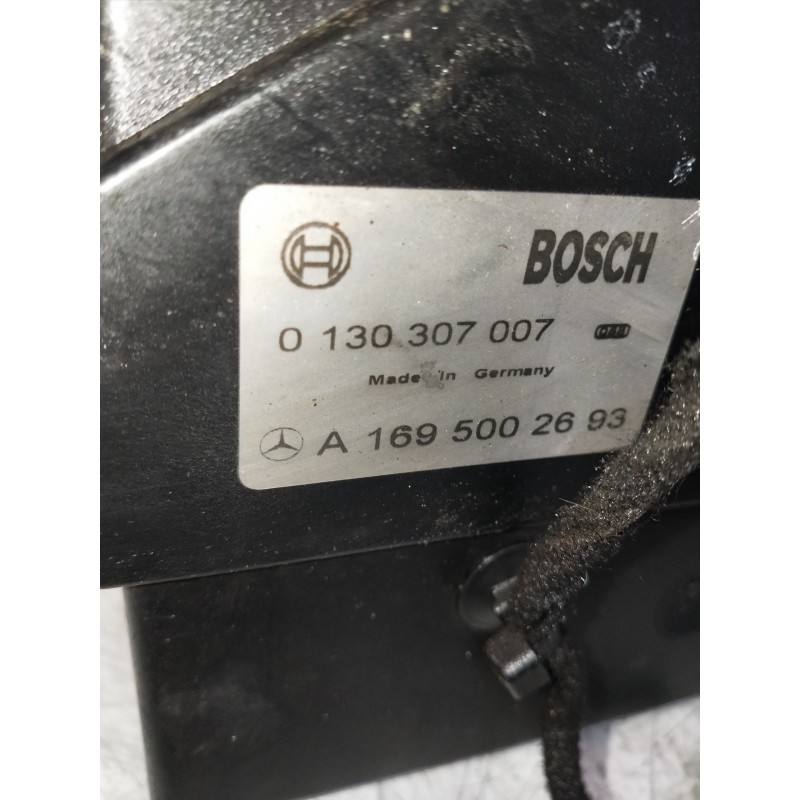 BOSCH
0 130 307 007
Made in Germany
A 169 500 26 93